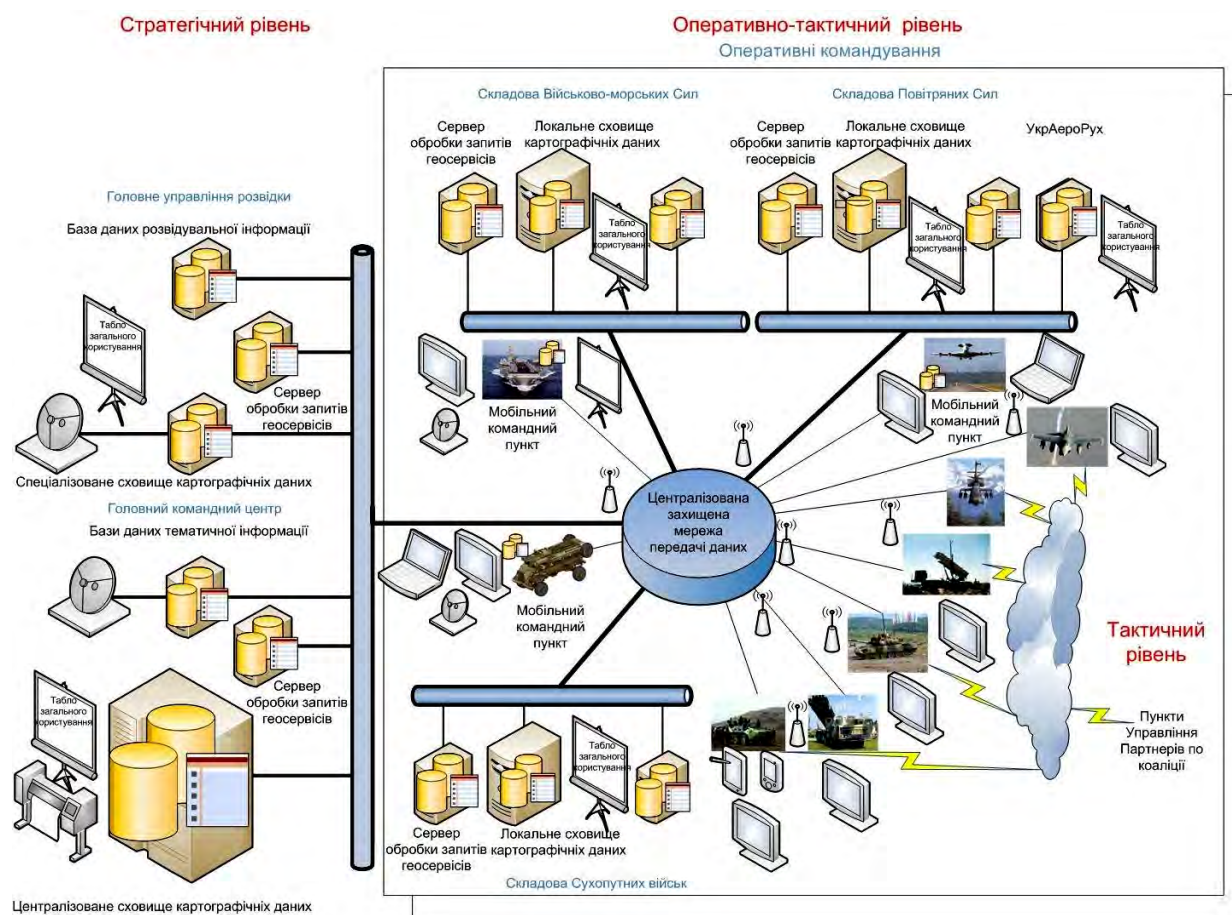 Стратегічний рівень
Оперативно-тактичний рівень
Оперативні командування
Складова Військово-морських Сил
Складова Повітряних Сил
Сервер
обробки запитів
геосервісів
Локальне сховище
картографічних даних
Табло
загального
користування
Сервер
обробки запитів
геосервісів
Локальне сховище
картографічних даних
Табло
загального
користування
УкрАероРух
Табло
загального
користування
Головне управління розвідки
База даних розвідувальної інформації
Табло
загального
користування
Сервер
обробки запитів
геосервісів
Спеціалізоване сховище картографічних даних
Головний командний центр
Бази даних тематичної інформації
Сервер
обробки запитів
геосервісів
Табло
загального
користування
Централізоване сховище картографічних даних
Мобільний
командний
пункт
Мобільний
командний
пункт
Централізована
захищена
мережа
передачі даних
Мобільний
командний
пункт
Тактичний
рівень
Пункти
Управління
Партнерів по
коаліції
Табло
загального
користування
Сервер
обробки запитів
геосервісів
Локальне сховище
картографічних даних
Складова Сухопутних військ